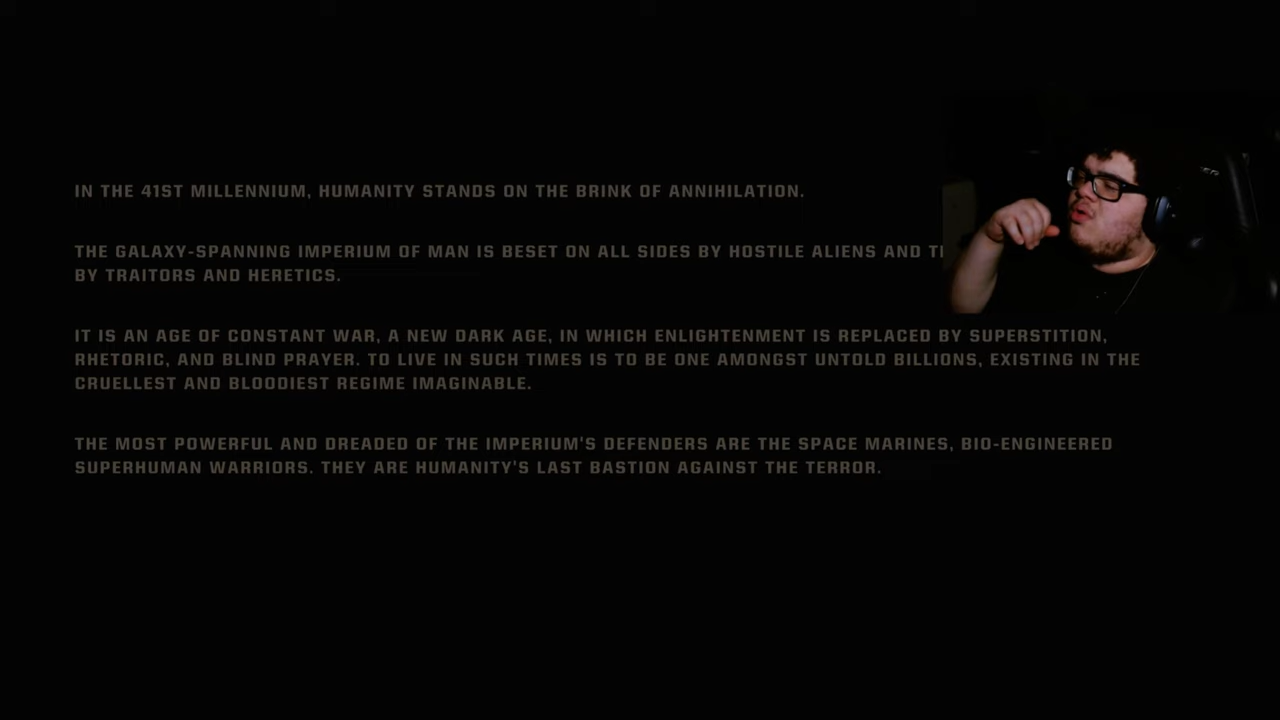 IN THE 41ST MILLENNIUM, HUMANITY STANDS ON THE BRINK OF ANNIHILATION.
THE GALAXY-SPANNING IMPERIUM OF MAN IS BESET ON ALL SIDES BY HOSTILE ALIENS AND
BY TRAITORS AND HERETICS.
IT IS AN AGE OF CONSTANT WAR, A NEW DARK AGE, IN WHICH ENLIGHTENMENT IS REPLACED BY SUPERSTITION,
RHETORIC, AND BLIND PRAYER. TO LIVE IN SUCH TIMES IS TO BE ONE AMONGST UNTOLD BILLIONS, EXISTING IN THE
CRUELLEST AND BLOODIEST REGIME IMAGINABLE.
THE MOST POWERFUL AND DREADED OF THE IMPERIUM'S DEFENDERS ARE THE SPACE MARINES, BIO-ENGINEERED
SUPERHUMAN WARRIORS. THEY ARE HUMANITY'S LAST BASTION AGAINST THE TERROR.